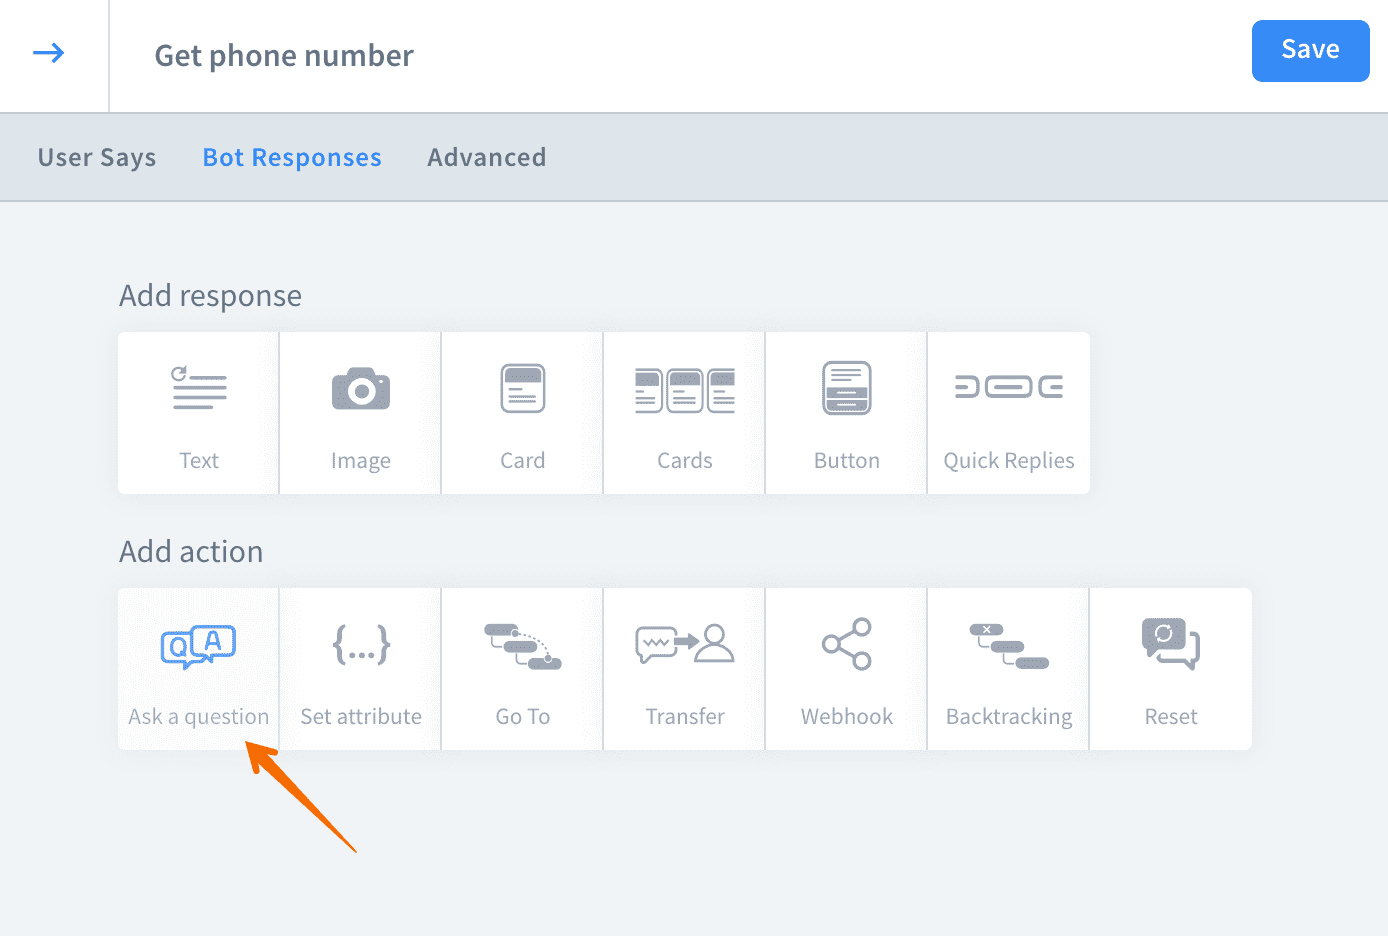 Get phone number
Save
User Says
Bot Responses
Advanced
Add response
Text
Image
Card
Cards
Button
Quick Replies
Add action
Q A
{...}
Ask a question
Set attribute
Go To
Transfer
Webhook
Backtracking
Reset